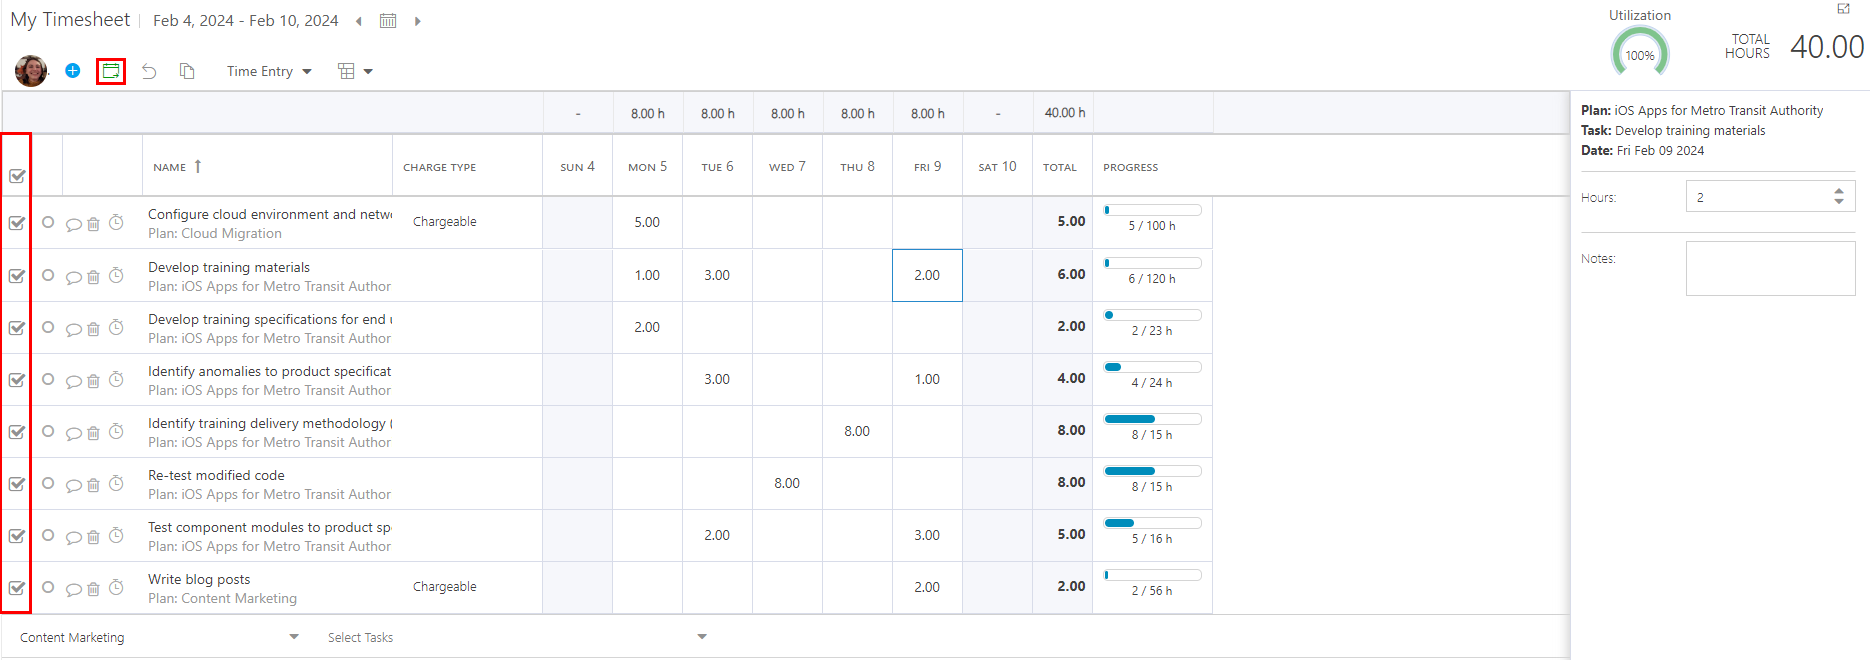 My Timesheet Feb 4, 2024 - Feb 10, 2024
Utilization
100%
TOTAL HOURS 40.00
Time Entry
- 8.00 h 8.00 h 8.00 h 8.00 h 8.00 h - 40.00 h
NAME CHARGE TYPE SUN 4 MON 5 TUE 6 WED 7 THU 8 FRI 9 SAT 10 TOTAL PROGRESS
Configure cloud environment and netw Chargeable 5.00 5.00
Plan: Cloud Migration 5 / 100 h
Develop training materials 1.00 3.00 2.00 6.00
Plan: iOS Apps for Metro Transit Author 6 / 120 h
Develop training specifications for end 2.00 2.00
Plan: iOS Apps for Metro Transit Author 2 / 23 h
Identify anomalies to product specificat 3.00 1.00 4.00
Plan: iOS Apps for Metro Transit Author 4 / 24 h
Identify training delivery methodology ( 8.00 8.00
Plan: iOS Apps for Metro Transit Author 8 / 15 h
Re-test modified code 8.00 8.00
Plan: iOS Apps for Metro Transit Author 8 / 15 h
Test component modules to product sp 2.00 3.00 5.00
Plan: iOS Apps for Metro Transit Author 5 / 16 h
Write blog posts Chargeable 2.00 2.00
Plan: Content Marketing 2 / 56 h
Content Marketing Select Tasks
Plan: iOS Apps for Metro Transit Authority
Task: Develop training materials
Date: Fri Feb 09 2024
Hours: 2
Notes: